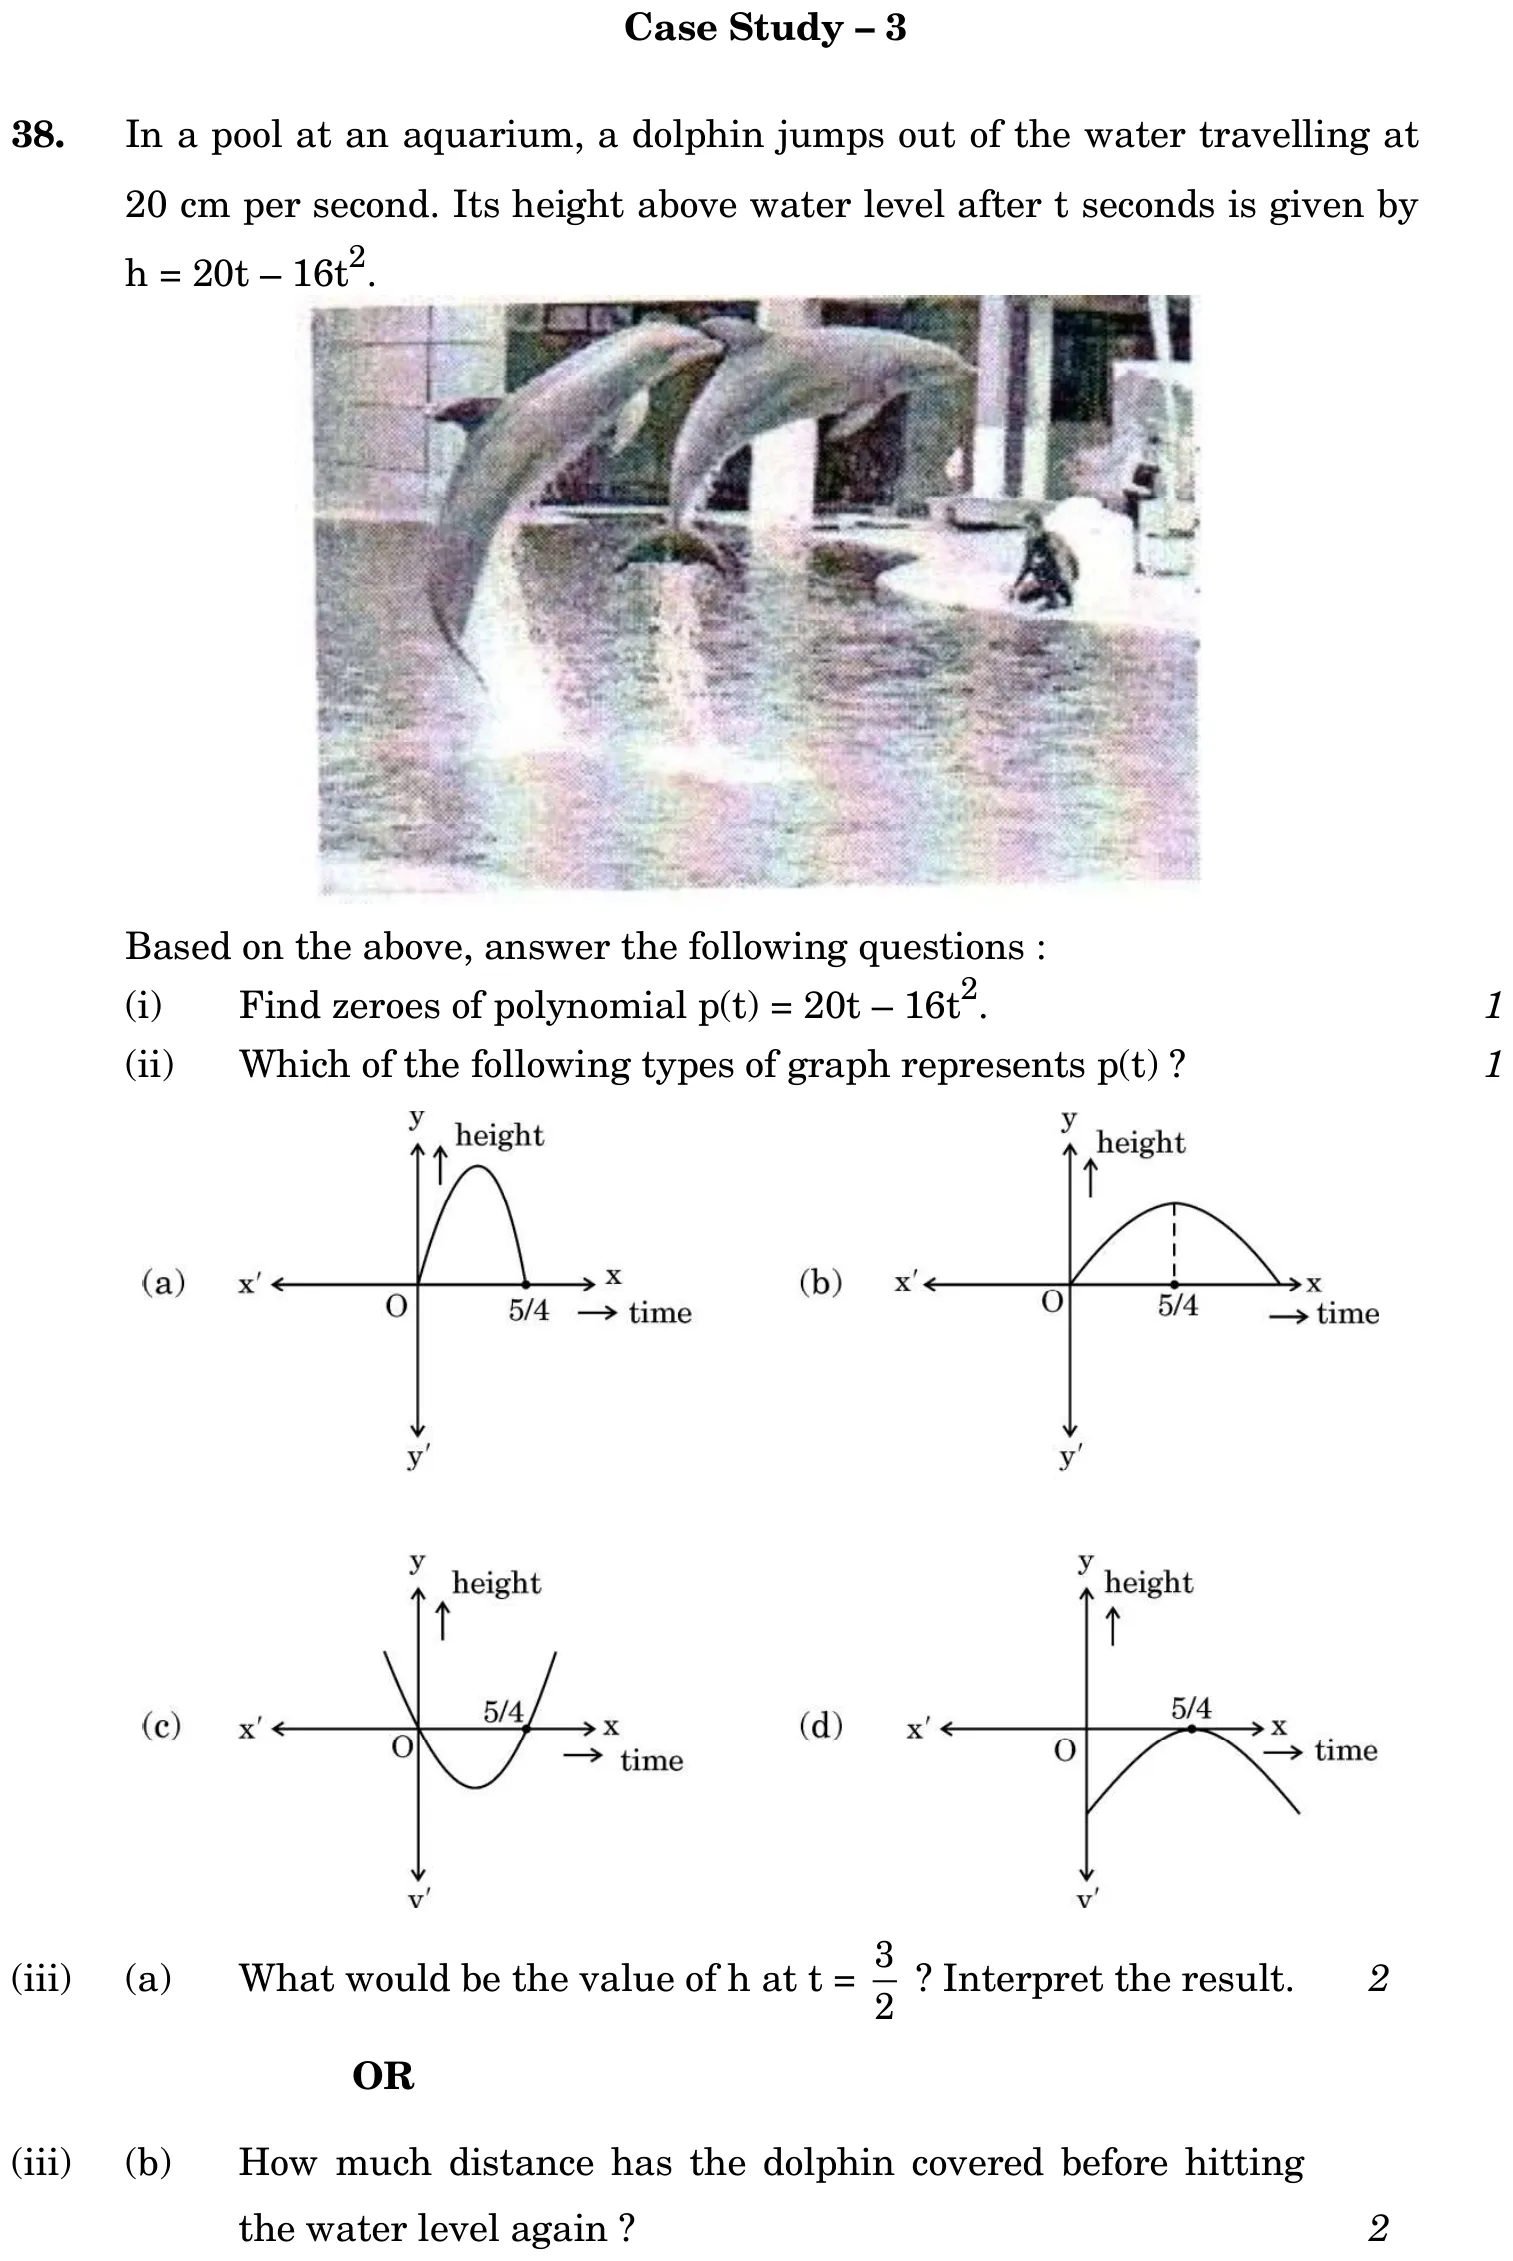 Case Study – 3
38. In a pool at an aquarium, a dolphin jumps out of the water travelling at
20 cm per second. Its height above water level after t seconds is given by
h = 20t – 16t².
Based on the above, answer the following questions :
(i) Find zeroes of polynomial p(t) = 20t – 16t². 1
(ii) Which of the following types of graph represents p(t) ? 1
(a) y height x′ O 5/4 x → time y′
(b) y height x′ O 5/4 x → time y′
(c) y height x′ O 5/4 x → time v′
(d) y height x′ O 5/4 x → time v′
(iii) (a) What would be the value of h at t = 3/2 ? Interpret the result. 2
OR
(iii) (b) How much distance has the dolphin covered before hitting
the water level again ? 2